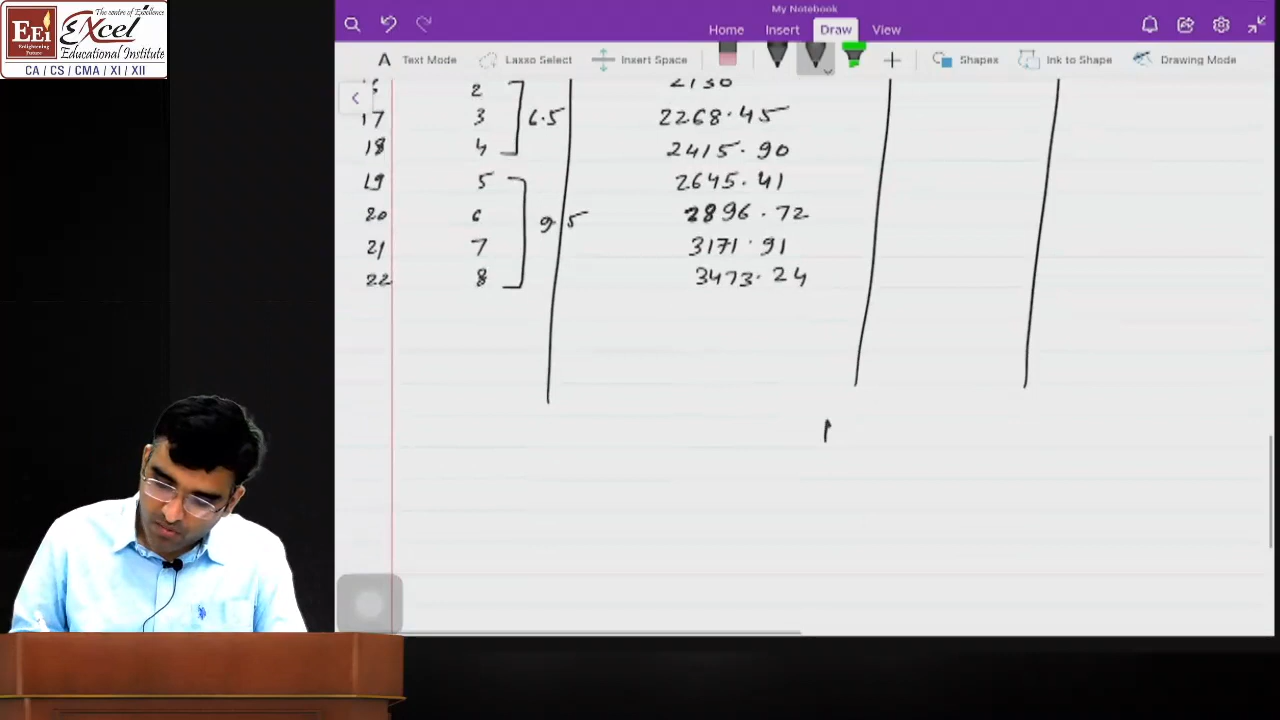 The centre of Excellence
EEi
Enlightening Future
Excel
Educational Institute
CA / CS / CMA / XI / XII
My Notebook
Home Insert Draw View
A Text Mode Lasso Select Insert Space Shapes Ink to Shape Drawing Mode
2 2130
17 3 6.5 2268.45
18 4 2415.90
19 5 2645.41
20 6 9.5 2896.72
21 7 3171.91
22 8 3473.24